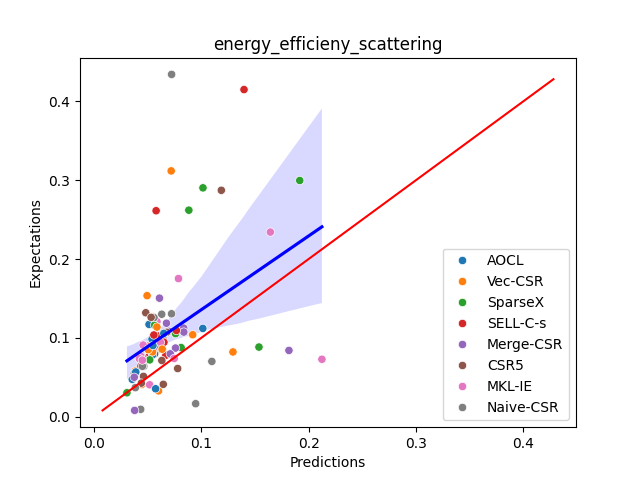 energy_efficieny_scattering
Expectations
0.4
0.3
0.2
0.1
0.0
0.0 0.1 0.2 0.3 0.4
Predictions
AOCL
Vec-CSR
SparseX
SELL-C-s
Merge-CSR
CSR5
MKL-IE
Naive-CSR